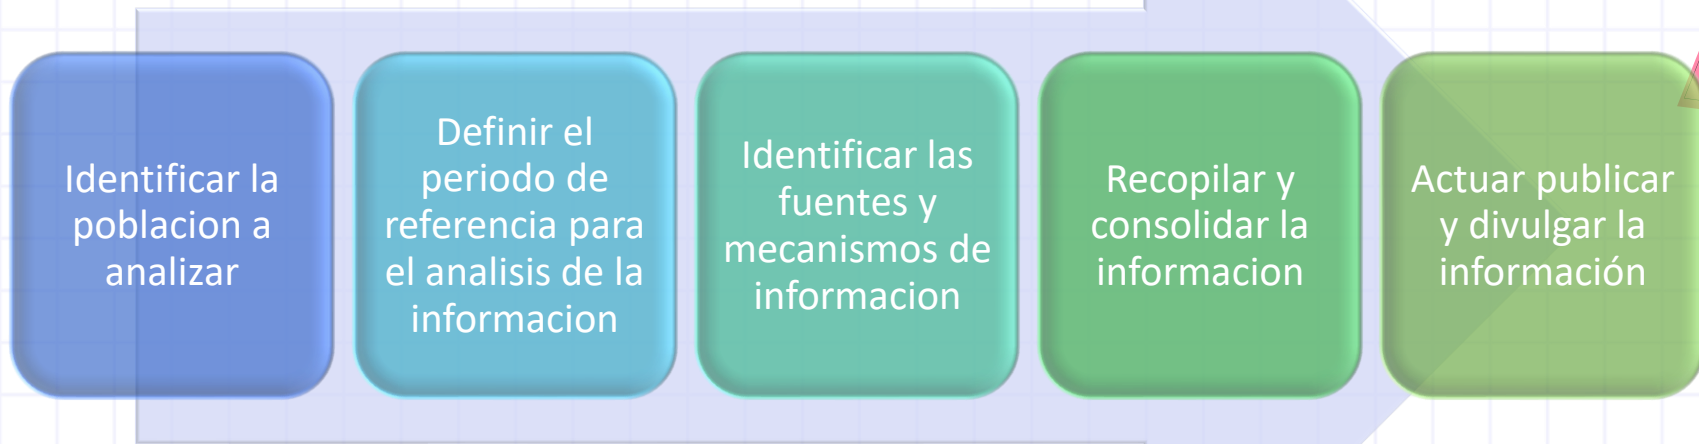 Identificar la
poblacion a
analizar
Definir el
periodo de
referencia para
el analisis de la
informacion
Identificar las
fuentes y
mecanismos de
informacion
Recopilar y
consolidar la
informacion
Actuar publicar
y divulgar la
información